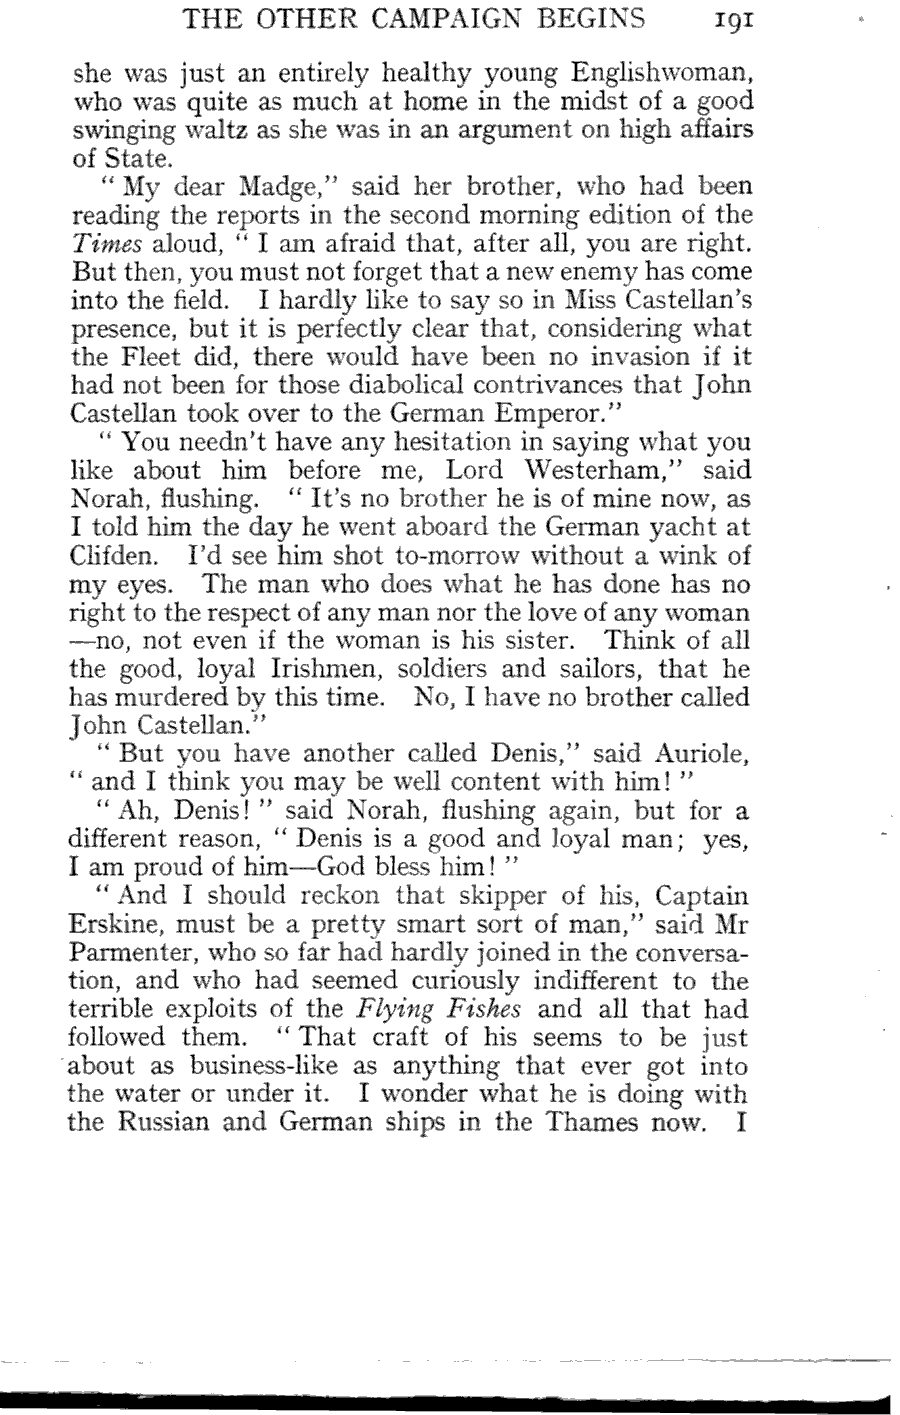 THE OTHER CAMPAIGN BEGINS 191
she was just an entirely healthy young Englishwoman,
who was quite as much at home in the midst of a good
swinging waltz as she was in an argument on high affairs
of State.
“ My dear Madge,” said her brother, who had been
reading the reports in the second morning edition of the
Times aloud, “ I am afraid that, after all, you are right.
But then, you must not forget that a new enemy has come
into the field. I hardly like to say so in Miss Castellan’s
presence, but it is perfectly clear that, considering what
the Fleet did, there would have been no invasion if it
had not been for those diabolical contrivances that John
Castellan took over to the German Emperor.”
“ You needn’t have any hesitation in saying what you
like about him before me, Lord Westerham,” said
Norah, flushing. “ It’s no brother he is of mine now, as
I told him the day he went aboard the German yacht at
Clifden. I’d see him shot to-morrow without a wink of
my eyes. The man who does what he has done has no
right to the respect of any man nor the love of any woman
—no, not even if the woman is his sister. Think of all
the good, loyal Irishmen, soldiers and sailors, that he
has murdered by this time. No, I have no brother called
John Castellan.”
“ But you have another called Denis,” said Auriole,
“ and I think you may be well content with him! ”
“ Ah, Denis! ” said Norah, flushing again, but for a
different reason, “ Denis is a good and loyal man; yes,
I am proud of him—God bless him! ”
“ And I should reckon that skipper of his, Captain
Erskine, must be a pretty smart sort of man,” said Mr
Parmenter, who so far had hardly joined in the conversa-
tion, and who had seemed curiously indifferent to the
terrible exploits of the Flying Fishes and all that had
followed them. “ That craft of his seems to be just
about as business-like as anything that ever got into
the water or under it. I wonder what he is doing with
the Russian and German ships in the Thames now. I